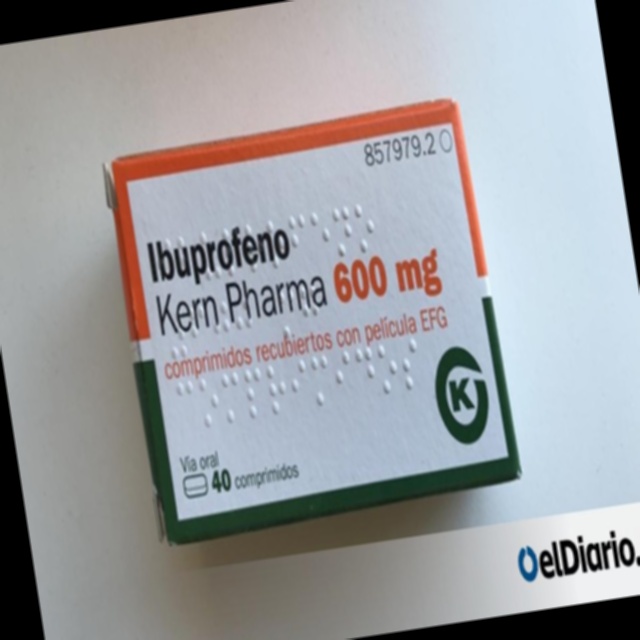 857979.2
Ibuprofeno
Kern Pharma 600 mg
comprimidos recubiertos con película EFG
K
Vía oral
40 comprimidos
elDiario.